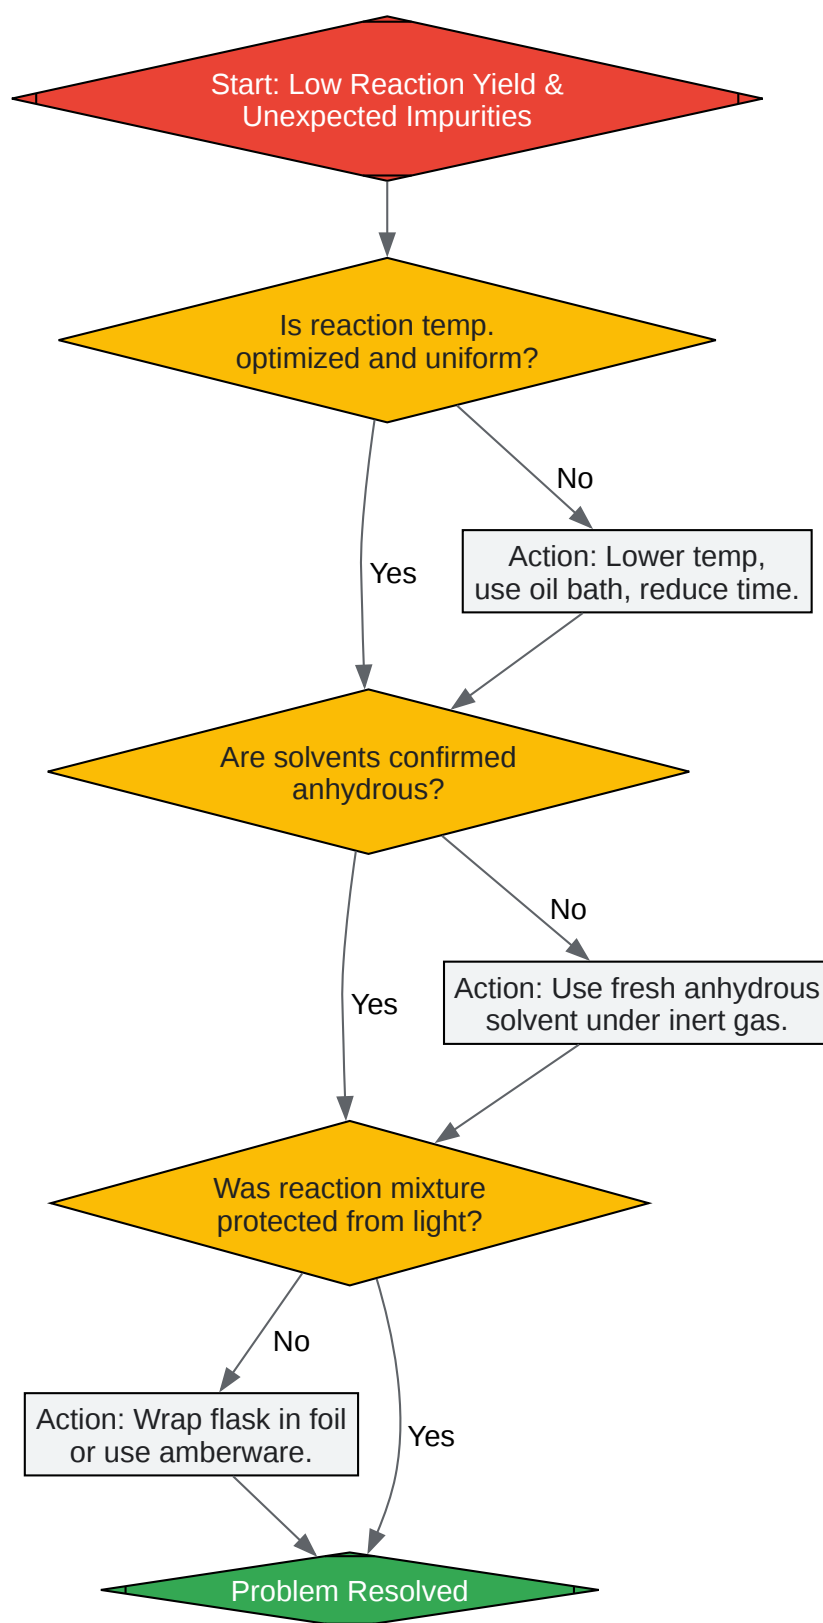 Start: Low Reaction Yield &
Unexpected Impurities
Is reaction temp.
optimized and uniform?
No
Action: Lower temp,
use oil bath, reduce time.
Yes
Are solvents confirmed
anhydrous?
No
Action: Use fresh anhydrous
solvent under inert gas.
Yes
Was reaction mixture
protected from light?
No
Action: Wrap flask in foil
or use amberware.
Yes
Problem Resolved